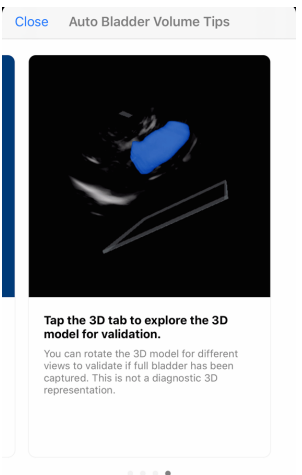 Close Auto Bladder Volume Tips
Tap the 3D tab to explore the 3D
model for validation.
You can rotate the 3D model for different
views to validate if full bladder has been
captured. This is not a diagnostic 3D
representation.